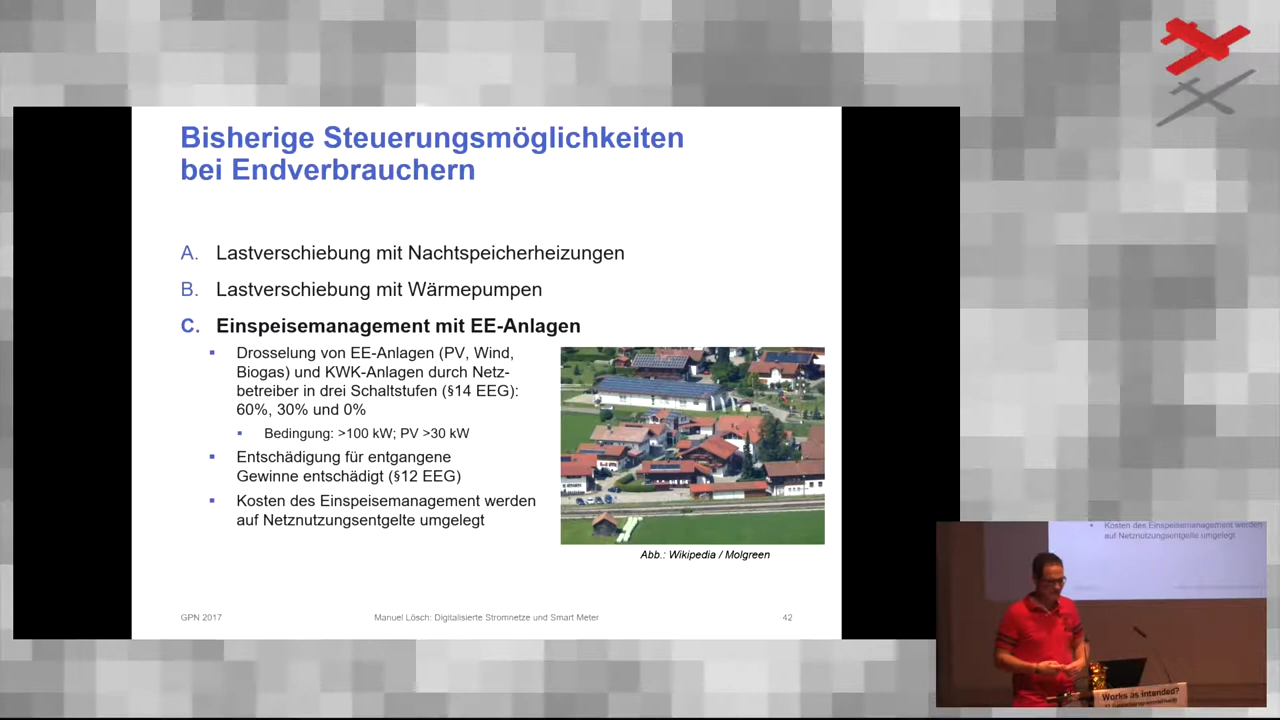 Bisherige Steuerungsmöglichkeiten
bei Endverbrauchern
A. Lastverschiebung mit Nachtspeicherheizungen
B. Lastverschiebung mit Wärmepumpen
C. Einspeisemanagement mit EE-Anlagen
▪ Drosselung von EE-Anlagen (PV, Wind,
Biogas) und KWK-Anlagen durch Netz-
betreiber in drei Schaltstufen (§14 EEG):
60%, 30% und 0%
▪ Bedingung: >100 kW; PV >30 kW
▪ Entschädigung für entgangene
Gewinne entschädigt (§12 EEG)
▪ Kosten des Einspeisemanagement werden
auf Netznutzungsentgelte umgelegt
Abb.: Wikipedia / Molgreen
GPN 2017
Manuel Lösch: Digitalisierte Stromnetze und Smart Meter
42
Kosten des Einspeisemanagement werden
auf Netznutzungsentgelte umgelegt
Works as intended?